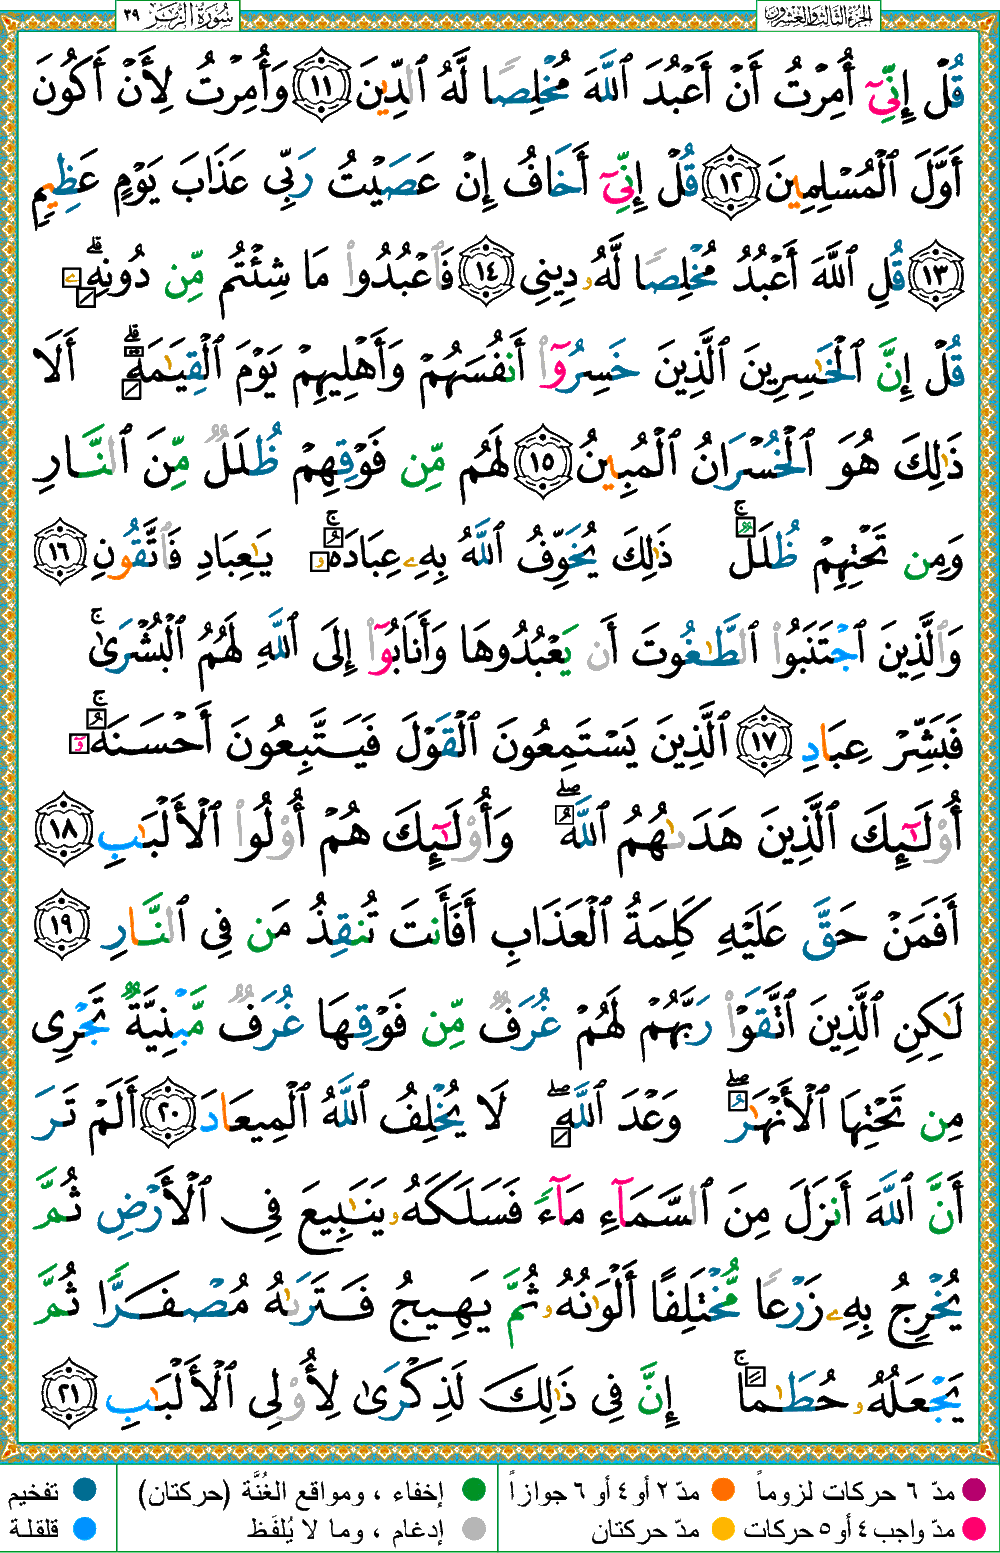 الجزء الثالث والعشرون
سُورَةُ الزُّمَر ٣٩
قُلْ إِنِّىٓ أُمِرْتُ أَنْ أَعْبُدَ ٱللَّهَ مُخْلِصًا لَّهُ ٱلدِّينَ ١١ وَأُمِرْتُ لِأَنْ أَكُونَ
أَوَّلَ ٱلْمُسْلِمِينَ ١٢ قُلْ إِنِّىٓ أَخَافُ إِنْ عَصَيْتُ رَبِّى عَذَابَ يَوْمٍ عَظِيمٍ
١٣ قُلِ ٱللَّهَ أَعْبُدُ مُخْلِصًا لَّهُۥ دِينِى ١٤ فَٱعْبُدُوا۟ مَا شِئْتُم مِّن دُونِهِۦ ۗ
قُلْ إِنَّ ٱلْخَـٰسِرِينَ ٱلَّذِينَ خَسِرُوٓا۟ أَنفُسَهُمْ وَأَهْلِيهِمْ يَوْمَ ٱلْقِيَـٰمَةِ ۗ أَلَا
ذَٰلِكَ هُوَ ٱلْخُسْرَانُ ٱلْمُبِينُ ١٥ لَهُم مِّن فَوْقِهِمْ ظُلَلٌ مِّنَ ٱلنَّارِ
وَمِن تَحْتِهِمْ ظُلَلٌ ۚ ذَٰلِكَ يُخَوِّفُ ٱللَّهُ بِهِۦ عِبَادَهُۥ ۚ يَـٰعِبَادِ فَٱتَّقُونِ ١٦
وَٱلَّذِينَ ٱجْتَنَبُوا۟ ٱلطَّـٰغُوتَ أَن يَعْبُدُوهَا وَأَنَابُوٓا۟ إِلَى ٱللَّهِ لَهُمُ ٱلْبُشْرَىٰ ۚ
فَبَشِّرْ عِبَادِ ١٧ ٱلَّذِينَ يَسْتَمِعُونَ ٱلْقَوْلَ فَيَتَّبِعُونَ أَحْسَنَهُۥٓ ۚ
أُو۟لَـٰٓئِكَ ٱلَّذِينَ هَدَىٰهُمُ ٱللَّهُ ۖ وَأُو۟لَـٰٓئِكَ هُمْ أُو۟لُوا۟ ٱلْأَلْبَـٰبِ ١٨
أَفَمَنْ حَقَّ عَلَيْهِ كَلِمَةُ ٱلْعَذَابِ أَفَأَنتَ تُنقِذُ مَن فِى ٱلنَّارِ ١٩
لَـٰكِنِ ٱلَّذِينَ ٱتَّقَوْا۟ رَبَّهُمْ لَهُمْ غُرَفٌ مِّن فَوْقِهَا غُرَفٌ مَّبْنِيَّةٌ تَجْرِى
مِن تَحْتِهَا ٱلْأَنْهَـٰرُ ۖ وَعْدَ ٱللَّهِ ۖ لَا يُخْلِفُ ٱللَّهُ ٱلْمِيعَادَ ٢٠ أَلَمْ تَرَ
أَنَّ ٱللَّهَ أَنزَلَ مِنَ ٱلسَّمَآءِ مَآءً فَسَلَكَهُۥ يَنَـٰبِيعَ فِى ٱلْأَرْضِ ثُمَّ
يُخْرِجُ بِهِۦ زَرْعًا مُّخْتَلِفًا أَلْوَٰنُهُۥ ثُمَّ يَهِيجُ فَتَرَىٰهُ مُصْفَرًّا ثُمَّ
يَجْعَلُهُۥ حُطَـٰمًا ۚ إِنَّ فِى ذَٰلِكَ لَذِكْرَىٰ لِأُو۟لِى ٱلْأَلْبَـٰبِ ٢١
مدّ ٦ حركات لزوماً
مدّ ٢ أو ٤ أو ٦ جوازاً
إخفاء ، ومواقع الغُنَّة (حركتان)
تفخيم
مدّ واجب ٤ أو ٥ حركات
مدّ حركتان
إدغام ، وما لا يُلفَظ
قلقلة